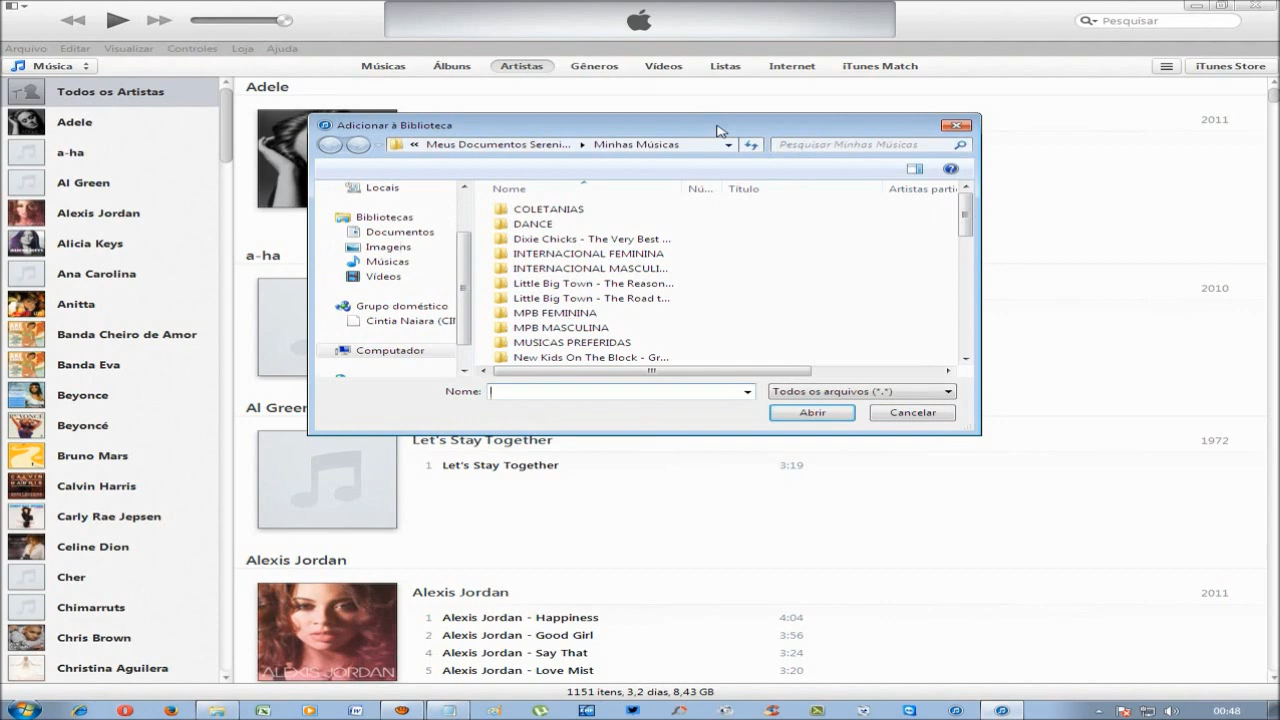 Pesquisar
Arquivo Editar Visualizar Controles Loja Ajuda
Música
Músicas Álbuns Artistas Gêneros Vídeos Listas Internet iTunes Match iTunes Store
Todos os Artistas
Adele
a-ha
Al Green
Alexis Jordan
Alicia Keys
Ana Carolina
Anitta
Banda Cheiro de Amor
Banda Eva
Beyonce
Beyoncé
Bruno Mars
Calvin Harris
Carly Rae Jepsen
Celine Dion
Cher
Chimarruts
Chris Brown
Christina Aguilera
Adele
2011
Adicionar à Biblioteca
« Meus Documentos Sereni... Minhas Músicas
Pesquisar Minhas Músicas
Locais
Bibliotecas
Documentos
Imagens
Músicas
Vídeos
Grupo doméstico
Computador
Nome Nú... Título
COLETANIAS
DANCE
Dixie Chicks - The Very Best ...
INTERNACIONAL FEMININA
INTERNACIONAL MASCULI...
Little Big Town - The Reason...
Little Big Town - The Road t...
MPB FEMININA
MPB MASCULINA
MUSICAS PREFERIDAS
New Kids On The Block - Gr...
Nome:
Todos os arquivos (*.*)
Abrir Cancelar
a-ha
2010
Al Green
Let's Stay Together 1972
1 Let's Stay Together 3:19
Alexis Jordan
ALEXIS JORDAN
Alexis Jordan 2011
1 Alexis Jordan - Happiness 4:04
2 Alexis Jordan - Good Girl 3:56
4 Alexis Jordan - Say That 3:24
5 Alexis Jordan - Love Mist 3:20
1151 itens, 3,2 dias, 8,43 GB
00:48